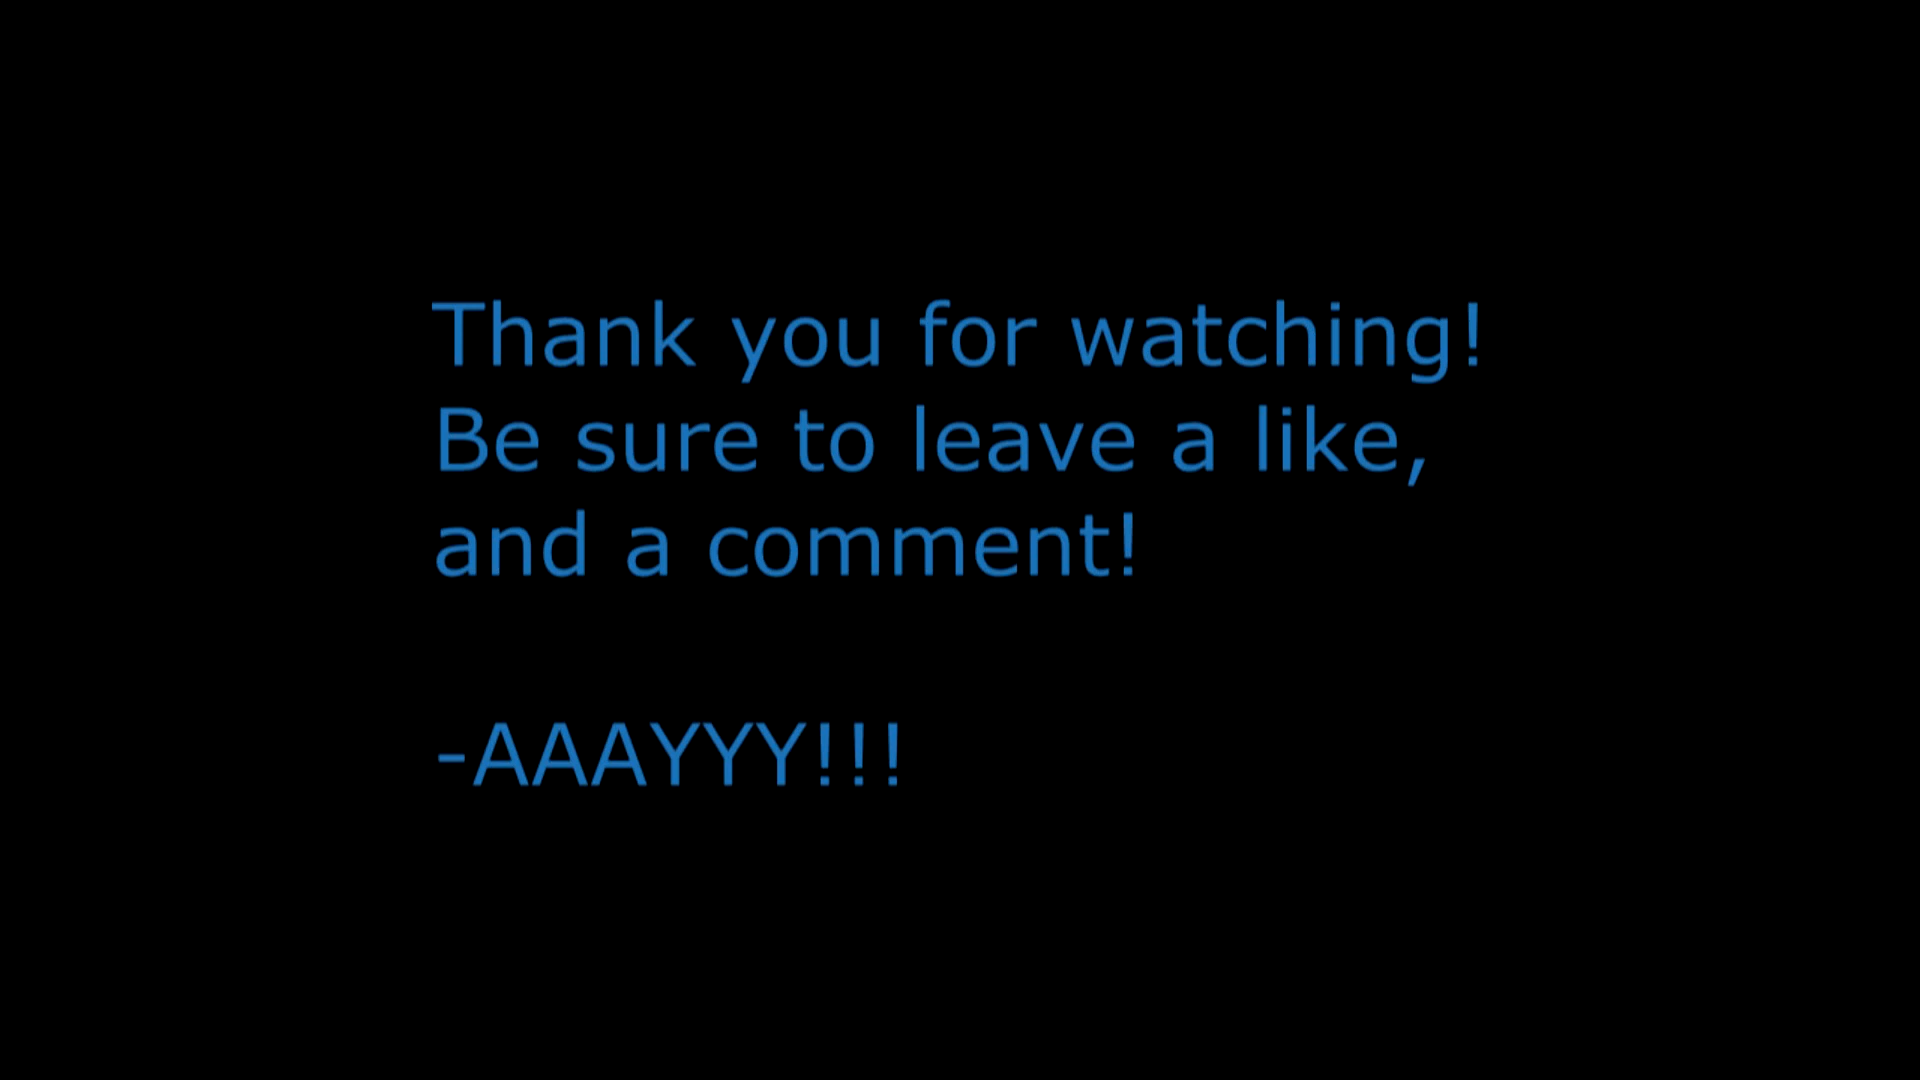 Thank you for watching!
Be sure to leave a like,
and a comment!
-AAAYYY!!!